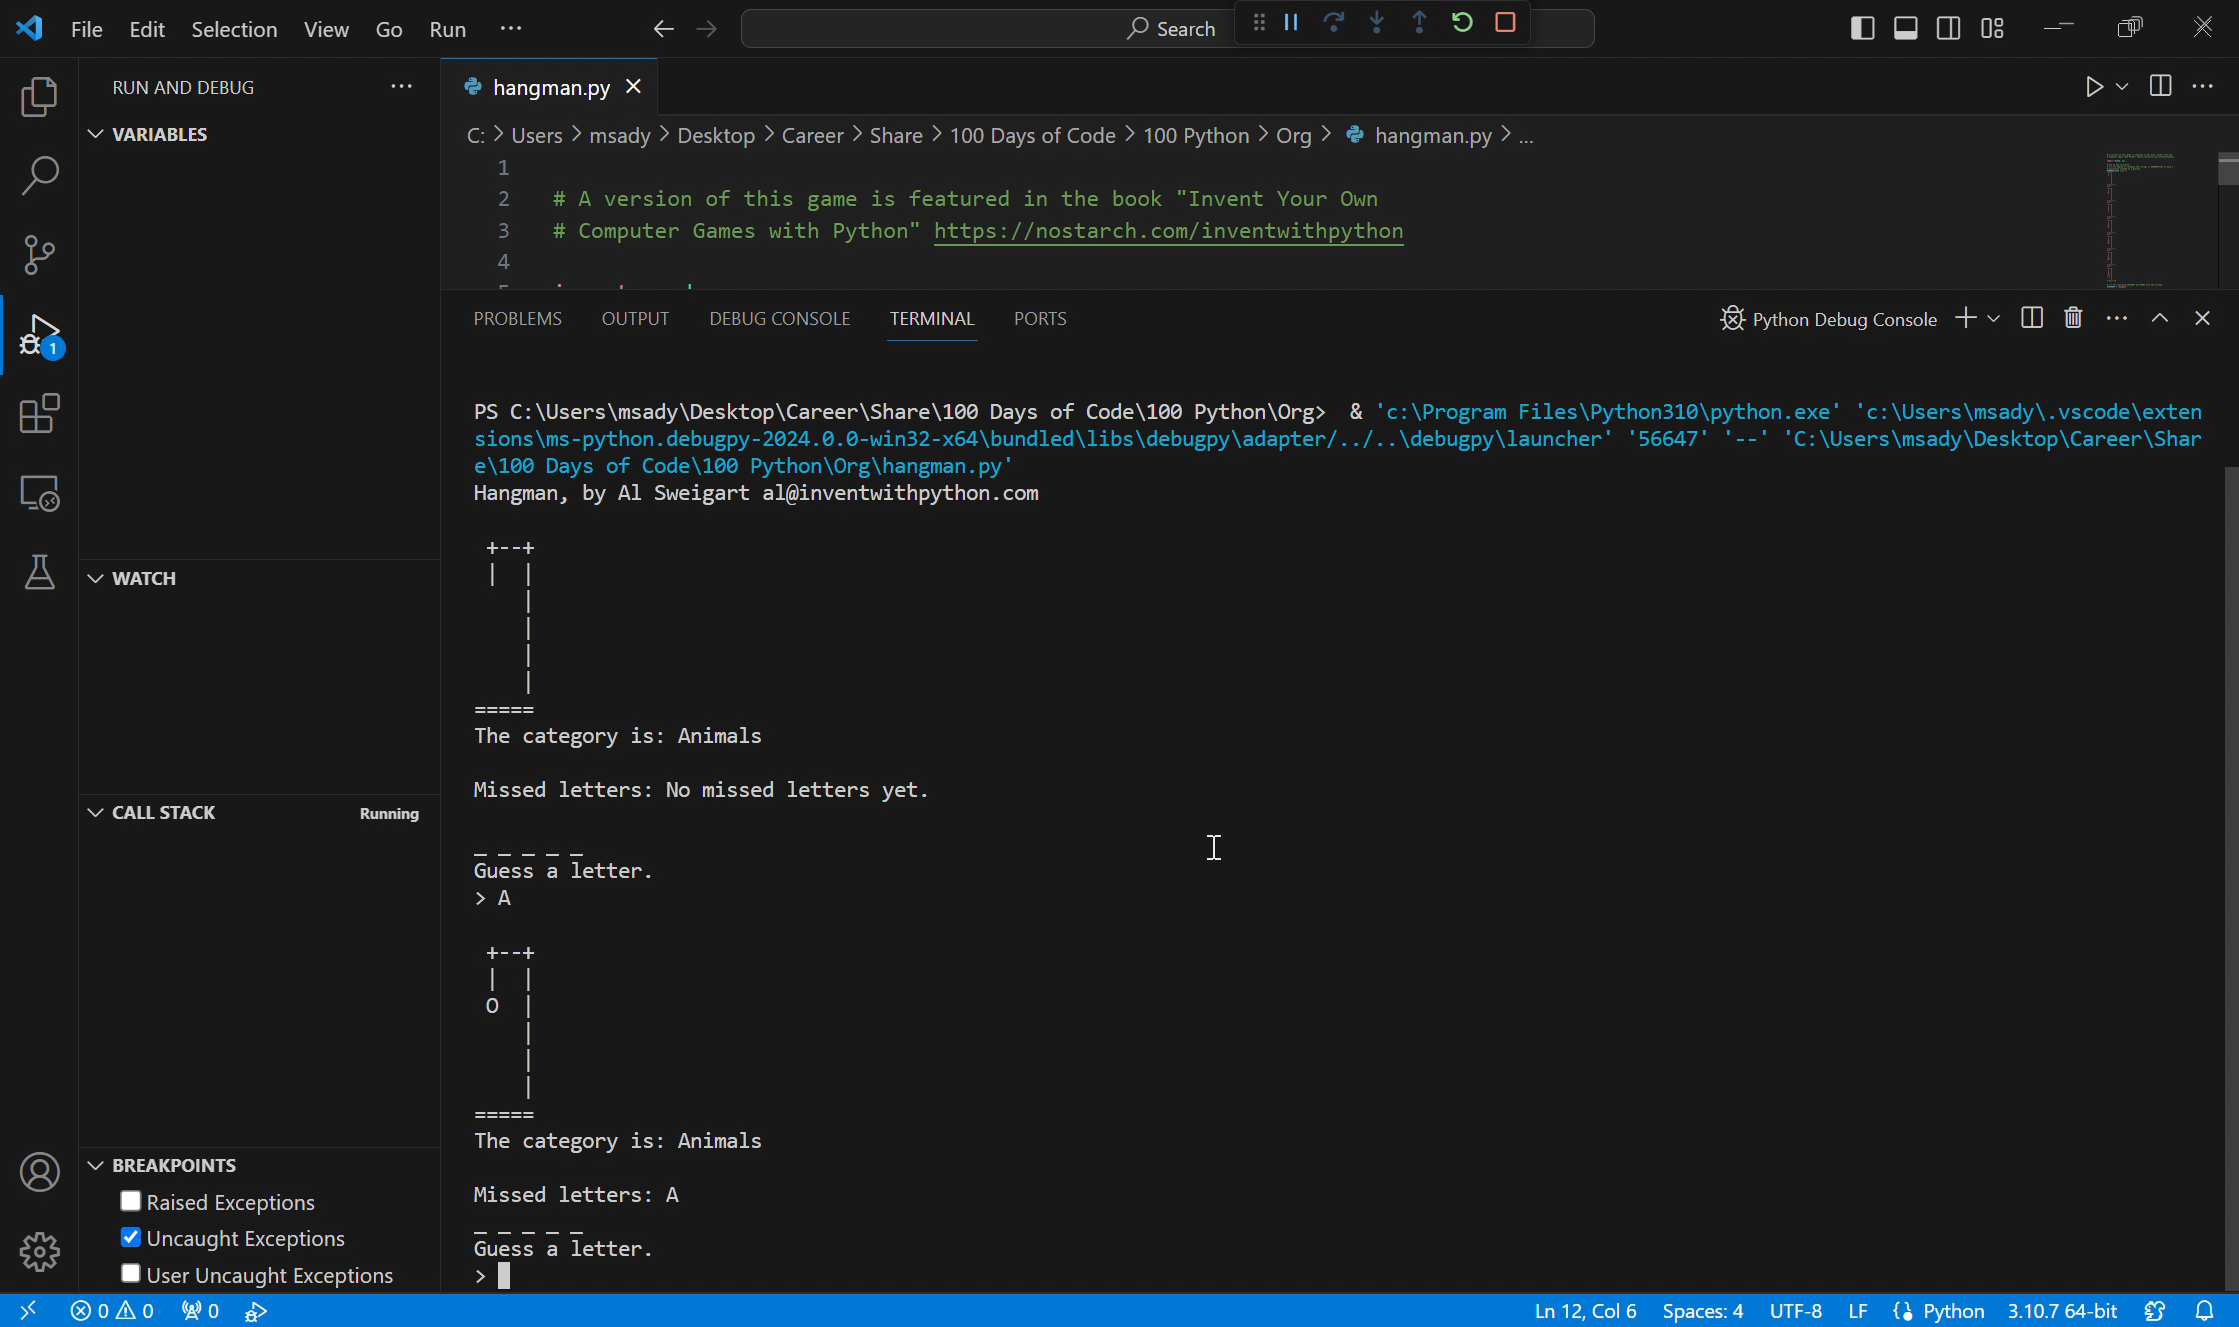 File Edit Selection View Go Run ··· Search
RUN AND DEBUG ···
VARIABLES
WATCH
CALL STACK Running
BREAKPOINTS
Raised Exceptions
Uncaught Exceptions
User Uncaught Exceptions
1
hangman.py
C: > Users > msady > Desktop > Career > Share > 100 Days of Code > 100 Python > Org > hangman.py > ...
1
2 # A version of this game is featured in the book "Invent Your Own
3 # Computer Games with Python" https://nostarch.com/inventwithpython
4
PROBLEMS OUTPUT DEBUG CONSOLE TERMINAL PORTS Python Debug Console
PS C:\Users\msady\Desktop\Career\Share\100 Days of Code\100 Python\Org> & 'c:\Program Files\Python310\python.exe' 'c:\Users\msady\.vscode\exten
sions\ms-python.debugpy-2024.0.0-win32-x64\bundled\libs\debugpy\adapter/../..\debugpy\launcher' '56647' '--' 'C:\Users\msady\Desktop\Career\Shar
e\100 Days of Code\100 Python\Org\hangman.py'
Hangman, by Al Sweigart al@inventwithpython.com
+--+
| |
|
|
|
|
=====
The category is: Animals
Missed letters: No missed letters yet.
_ _ _ _ _
Guess a letter.
> A
+--+
| |
O |
|
|
|
=====
The category is: Animals
Missed letters: A
_ _ _ _ _
Guess a letter.
>
0 0 0 Ln 12, Col 6 Spaces: 4 UTF-8 LF Python 3.10.7 64-bit